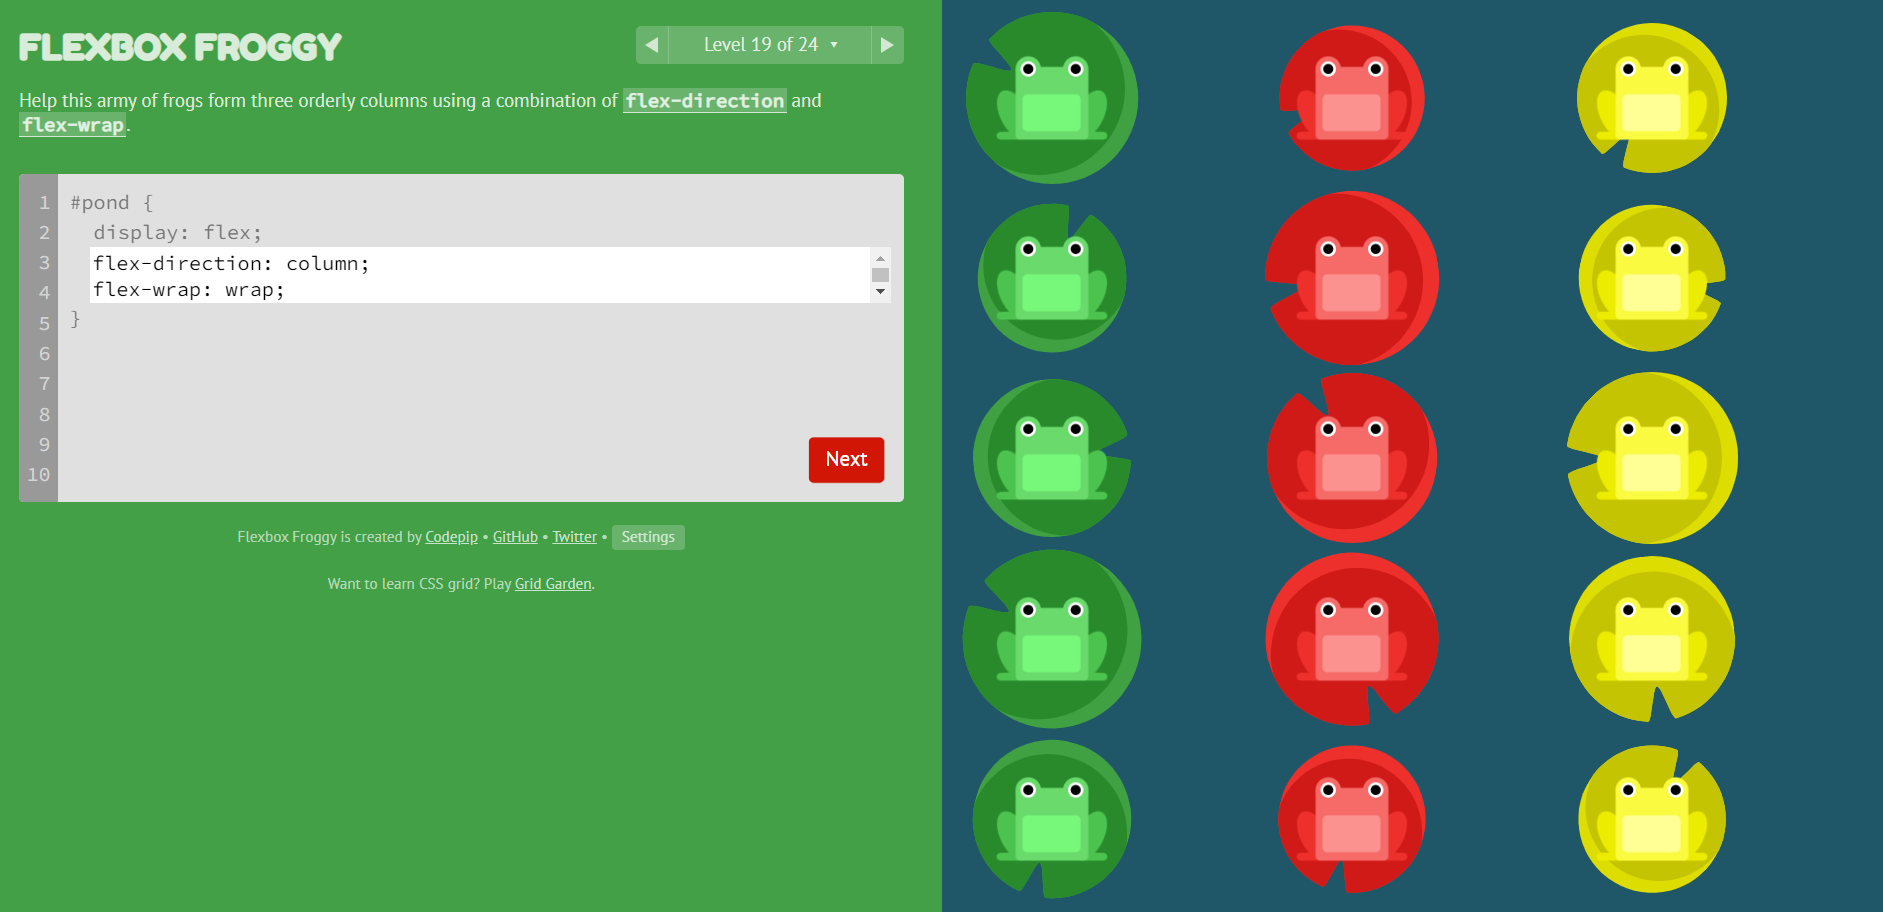 FLEXBOX FROGGY
◀ Level 19 of 24 ▼ ▶
Help this army of frogs form three orderly columns using a combination of flex-direction and
flex-wrap.
1 #pond {
2 display: flex;
3 flex-direction: column;
4 flex-wrap: wrap;
5 }
6
7
8
9
10
Next
Flexbox Froggy is created by Codepip • GitHub • Twitter • Settings
Want to learn CSS grid? Play Grid Garden.